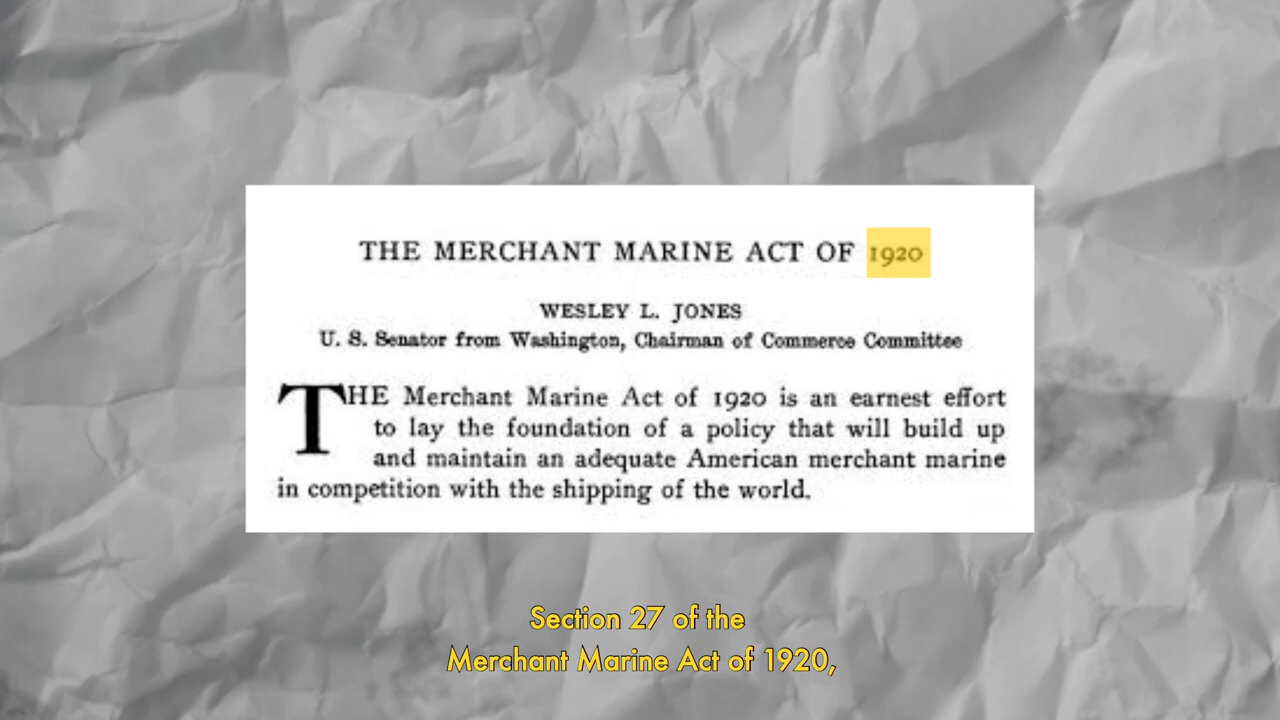 THE MERCHANT MARINE ACT OF 1920
WESLEY L. JONES
U. S. Senator from Washington, Chairman of Commerce Committee
THE Merchant Marine Act of 1920 is an earnest effort
to lay the foundation of a policy that will build up
and maintain an adequate American merchant marine
in competition with the shipping of the world.
Section 27 of the
Merchant Marine Act of 1920,